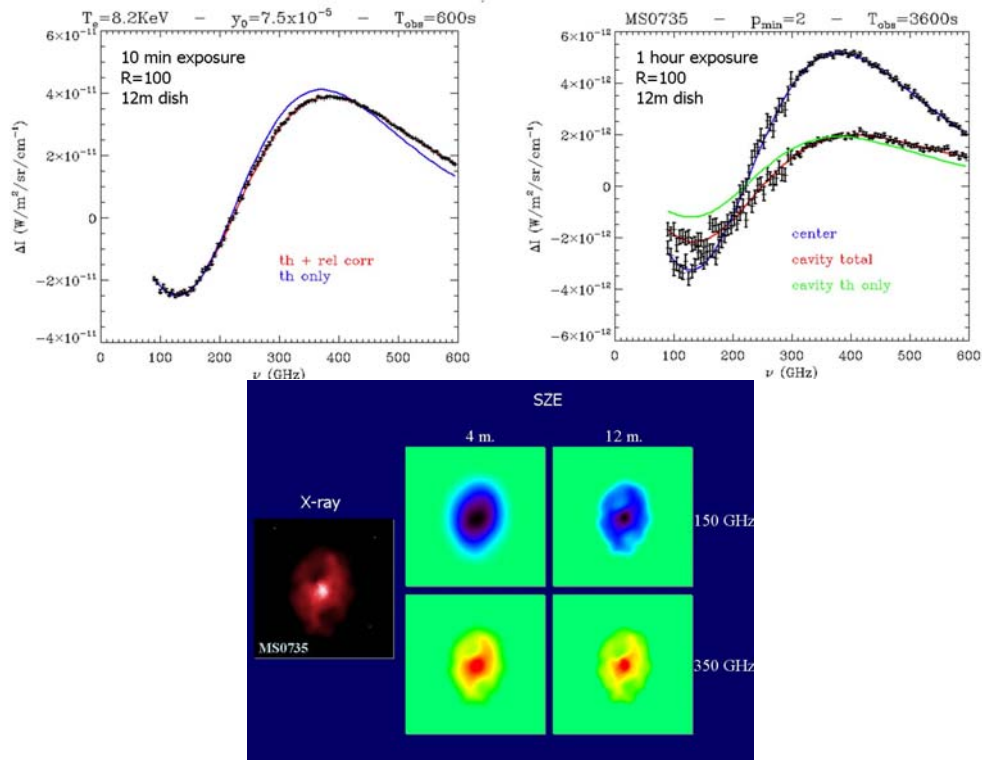 T_e=8.2KeV − y_0=7.5x10^-5 − T_obs=600s
6×10^-11
4×10^-11
2×10^-11
0
−2×10^-11
−4×10^-11
ΔI (W/m²/sr/cm^-1)
10 min exposure
R=100
12m dish
th + rel corr
th only
0 100 200 300 400 500 600
ν (GHz)
MS0735 − p_min=2 − T_obs=3600s
6×10^-12
4×10^-12
2×10^-12
0
−2×10^-12
−4×10^-12
−6×10^-12
ΔI (W/m²/sr/cm^-1)
1 hour exposure
R=100
12m dish
center
cavity total
cavity th only
0 100 200 300 400 500 600
ν (GHz)
SZE
4 m. 12 m.
X-ray
150 GHz
MS0735
350 GHz